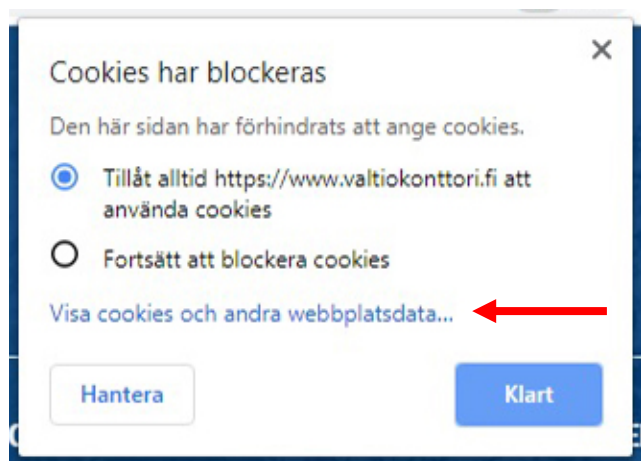 Cookies har blockeras
Den här sidan har förhindrats att ange cookies.
Tillåt alltid https://www.valtiokonttori.fi att
använda cookies
Fortsätt att blockera cookies
Visa cookies och andra webbplatsdata...
Hantera
Klart